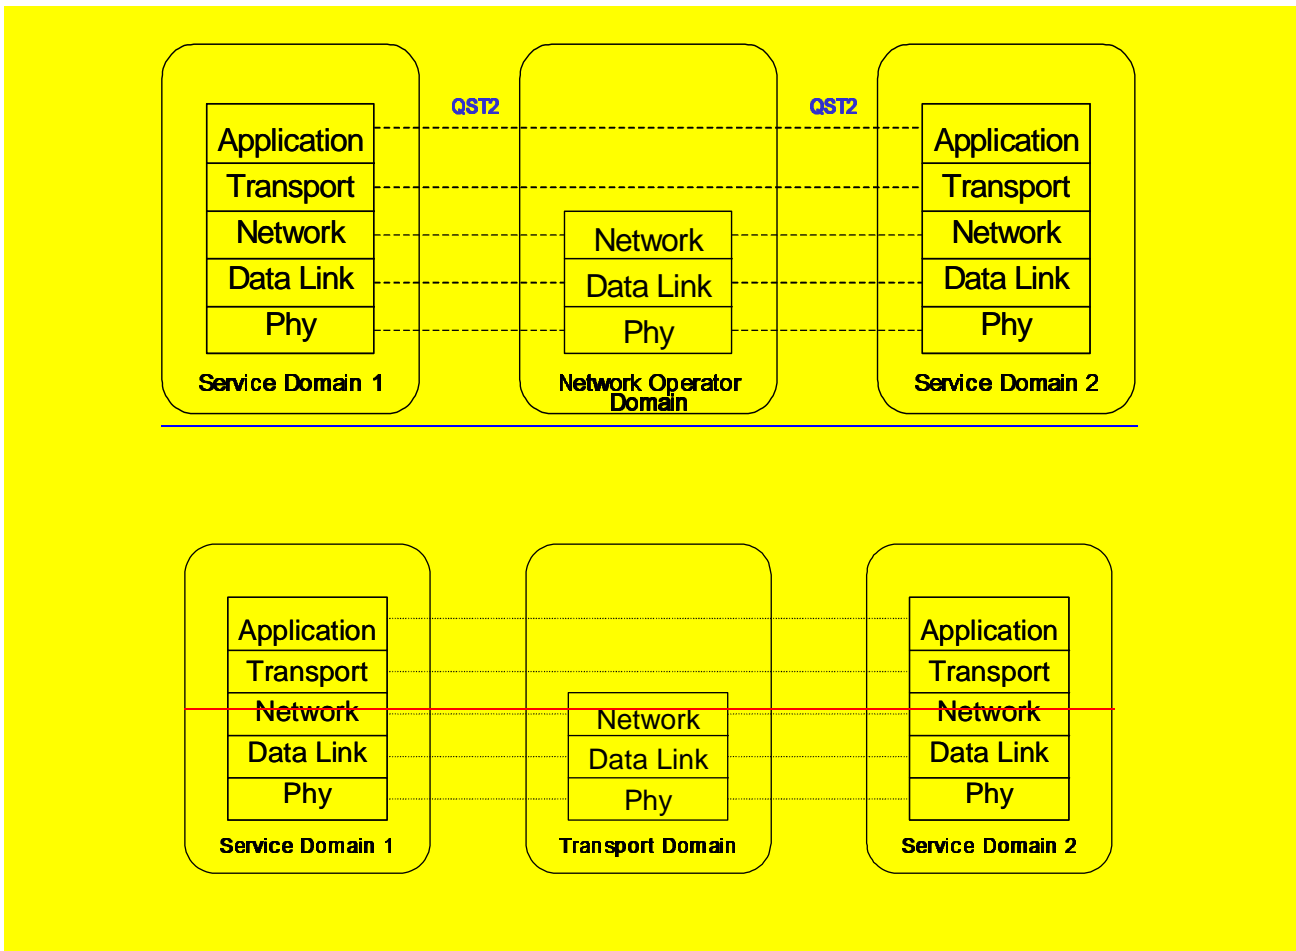 QST2
QST2
Application
Transport
Network
Data Link
Phy
Service Domain 1
Network
Data Link
Phy
Network Operator
Domain
Application
Transport
Network
Data Link
Phy
Service Domain 2
Application
Transport
Network
Data Link
Phy
Service Domain 1
Network
Data Link
Phy
Transport Domain
Application
Transport
Network
Data Link
Phy
Service Domain 2